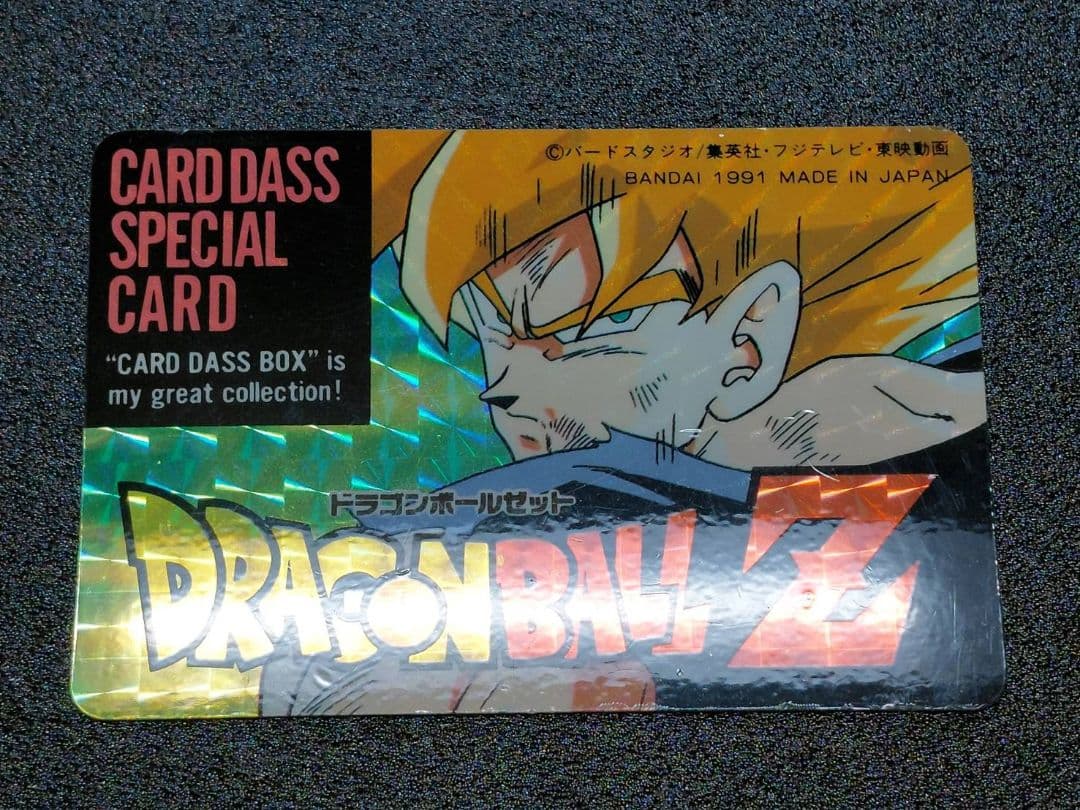 CARD DASS
SPECIAL
CARD
“CARD DASS BOX” is
my great collection!
©バードスタジオ/集英社・フジテレビ・東映動画
BANDAI 1991 MADE IN JAPAN
ドラゴンボールゼット
DRAGONBALL Z